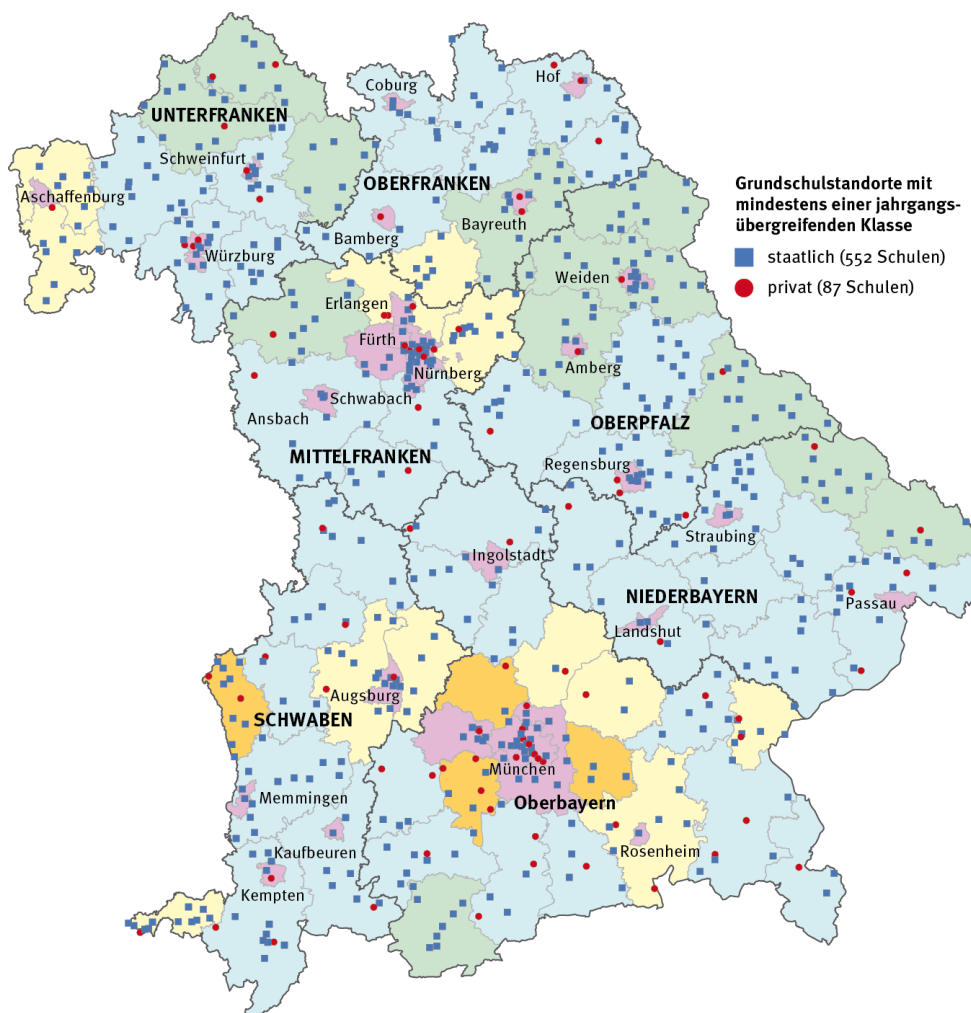 Coburg
Hof
UNTERFRANKEN
Schweinfurt
OBERFRANKEN
Aschaffenburg
Bayreuth
Bamberg
Würzburg
Grundschulstandorte mit
mindestens einer jahrgangs-
übergreifenden Klasse
staatlich (552 Schulen)
privat (87 Schulen)
Weiden
Erlangen
Fürth
Nürnberg
Amberg
Schwabach
Ansbach
OBERPFALZ
MITTELFRANKEN
Regensburg
Straubing
Ingolstadt
NIEDERBAYERN
Passau
Landshut
Augsburg
SCHWABEN
München
Oberbayern
Memmingen
Kaufbeuren
Rosenheim
Kempten